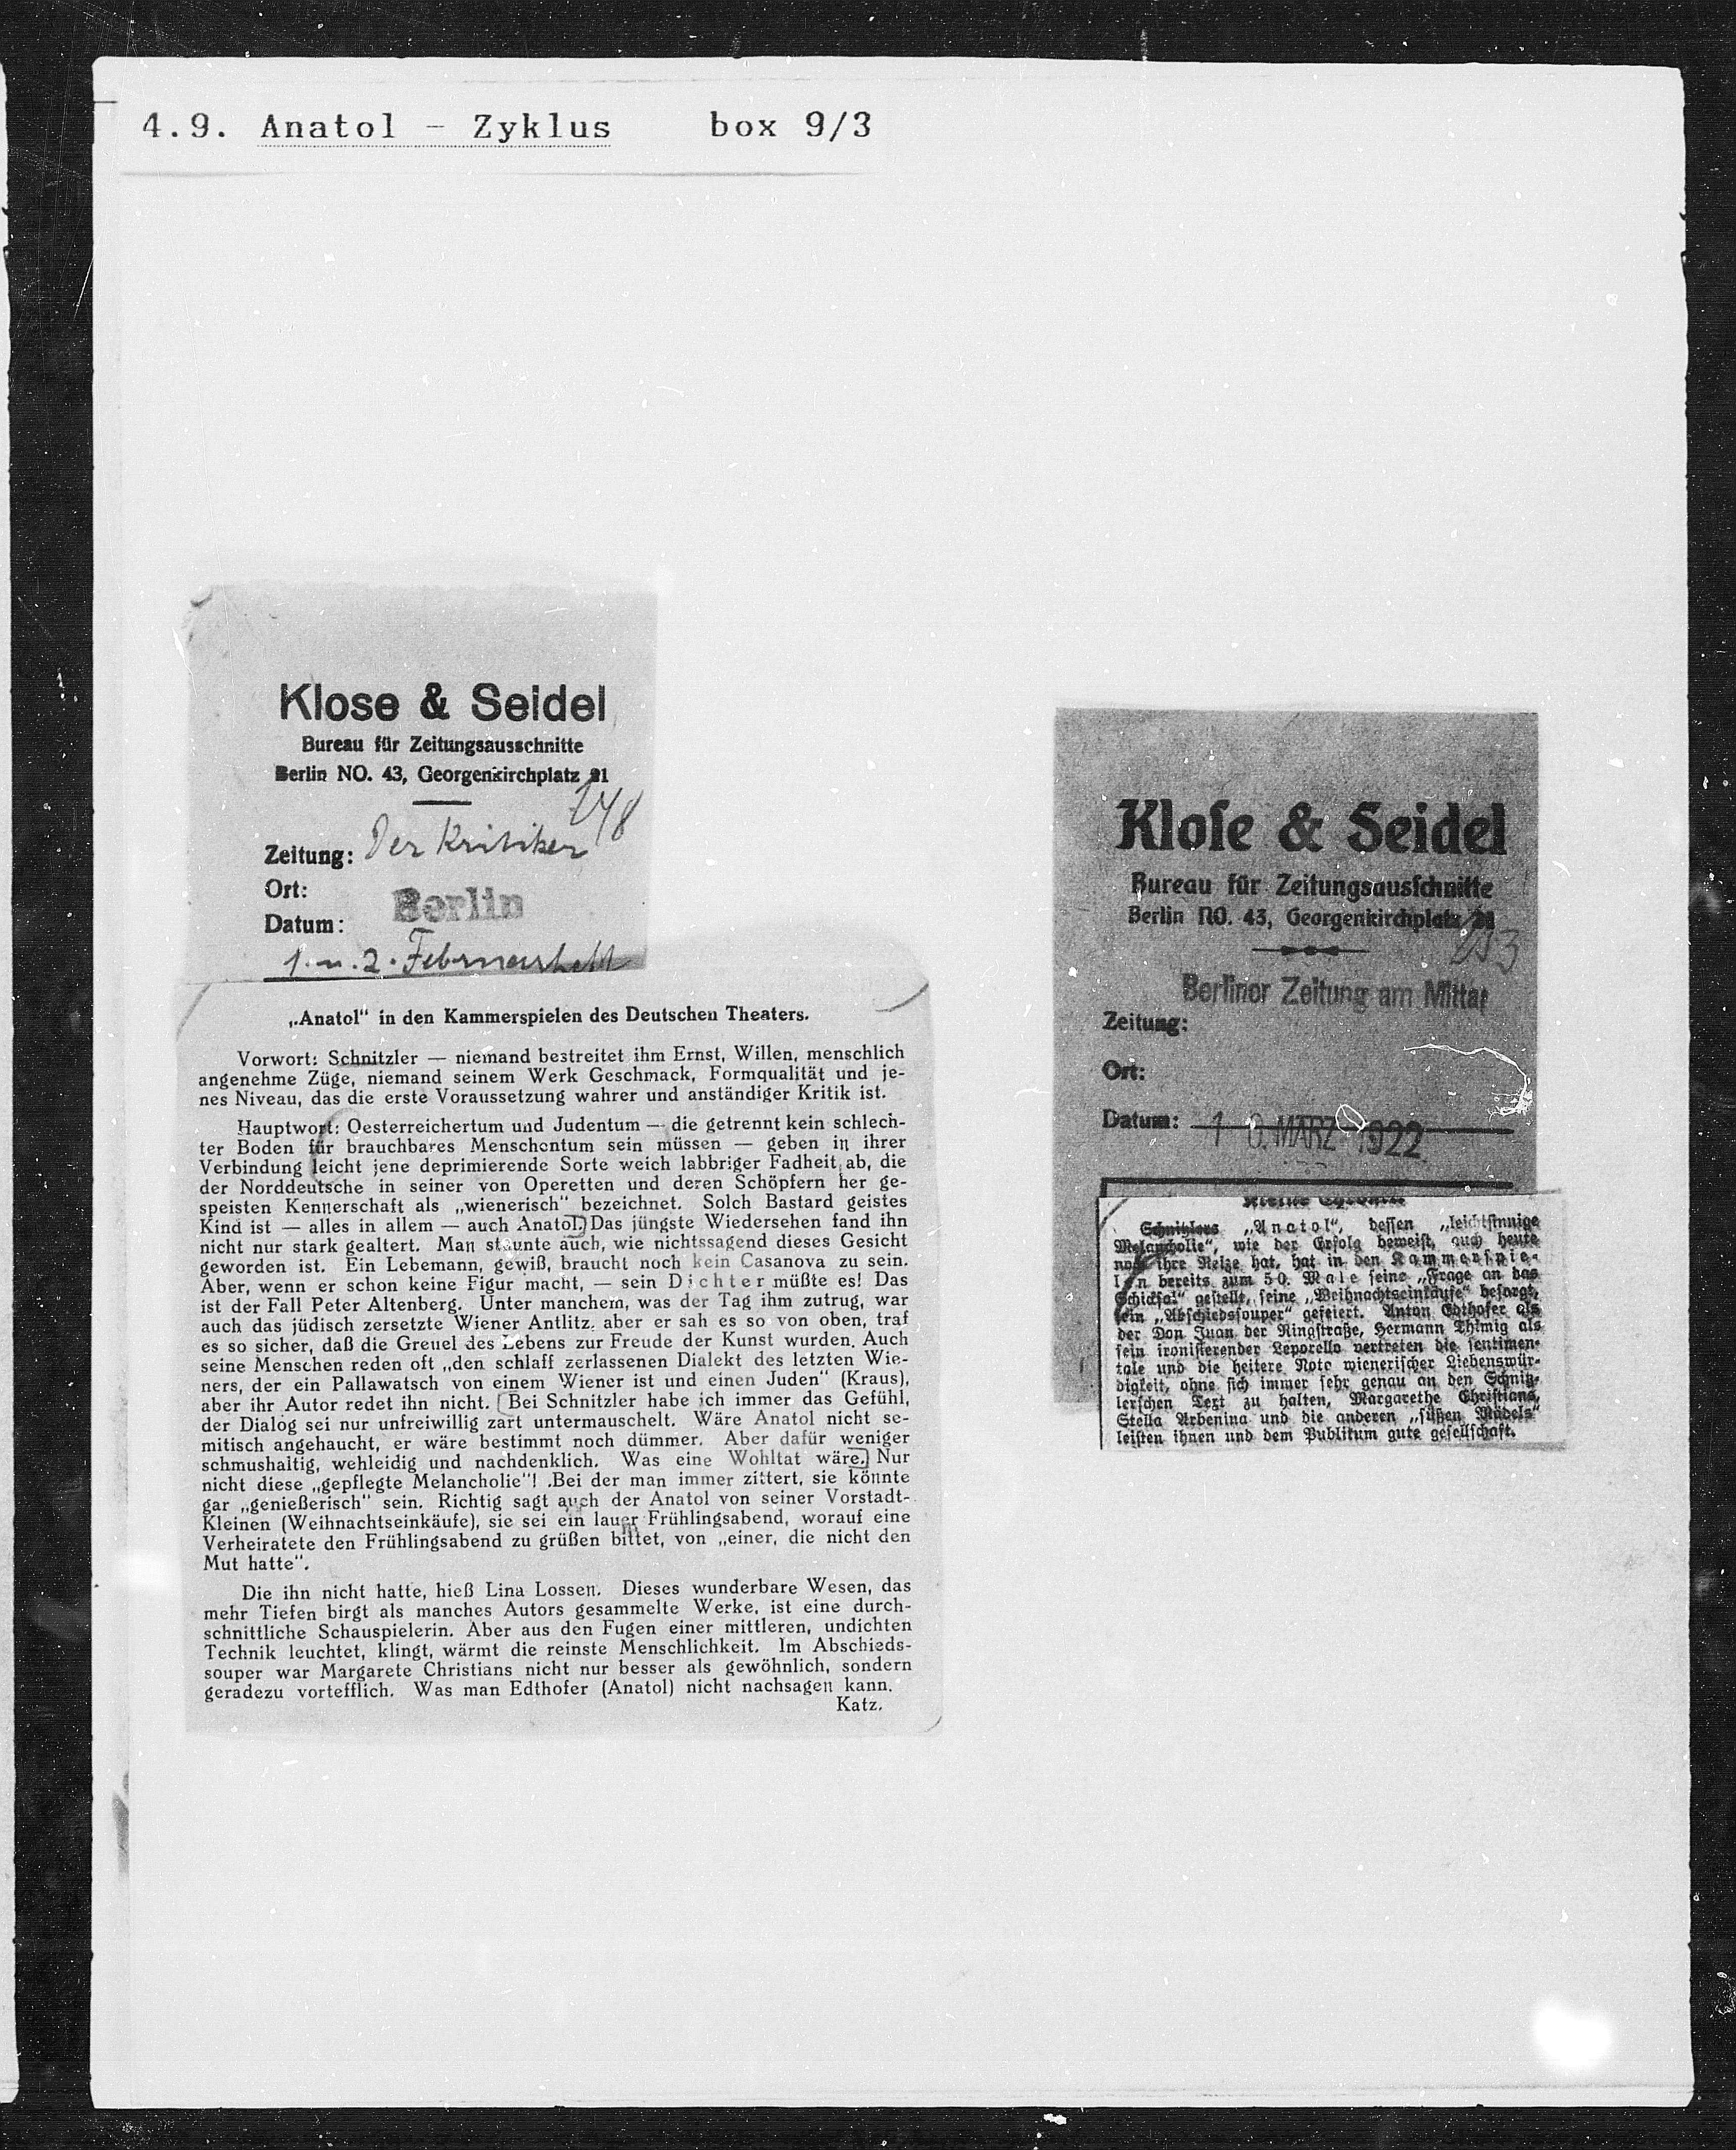 4.9. Anatol - Zyklus box 9/3
Klose & Seidel
Bureau für Zeitungsausschnitte
Berlin NO. 43, Georgenkirchplatz 21
248
Zeitung: Der Kritiker
Ort:
Berlin
Datum:
1. u. 2. Februarheft
„Anatol“ in den Kammerspielen des Deutschen Theaters.
Vorwort: Schnitzler — niemand bestreitet ihm Ernst, Willen, menschlich
angenehme Züge, niemand seinem Werk Geschmack, Formqualität und je-
nes Niveau, das die erste Voraussetzung wahrer und anständiger Kritik ist.
Hauptwort: Oesterreichertum und Judentum — die getrennt kein schlech-
ter Boden für brauchbares Menschentum sein müssen — geben in ihrer
Verbindung leicht jene deprimierende Sorte weich labbriger Fadheit ab, die
der Norddeutsche in seiner von Operetten und deren Schöpfern her ge-
speisten Kennerschaft als „wienerisch“ bezeichnet. Solch Bastard geistes
Kind ist — alles in allem — auch Anatol. Das jüngste Wiedersehen fand ihn
nicht nur stark gealtert. Man staunte auch, wie nichtssagend dieses Gesicht
geworden ist. Ein Lebemann, gewiß, braucht noch kein Casanova zu sein.
Aber, wenn er schon keine Figur macht, — sein Dichter müßte es! Das
ist der Fall Peter Altenberg. Unter manchem, was der Tag ihm zutrug, war
auch das jüdisch zersetzte Wiener Antlitz. aber er sah es so von oben, traf
es so sicher, daß die Greuel des Lebens zur Freude der Kunst wurden. Auch
seine Menschen reden oft „den schlaff zerlassenen Dialekt des letzten Wie-
ners, der ein Pallawatsch von einem Wiener ist und einen Juden“ (Kraus),
aber ihr Autor redet ihn nicht. Bei Schnitzler habe ich immer das Gefühl,
der Dialog sei nur unfreiwillig zart untermauschelt. Wäre Anatol nicht se-
mitisch angehaucht, er wäre bestimmt noch dümmer. Aber dafür weniger
schmushaltig, wehleidig und nachdenklich. Was eine Wohltat wäre. Nur
nicht diese „gepflegte Melancholie“! Bei der man immer zittert, sie könnte
gar „genießerisch“ sein. Richtig sagt auch der Anatol von seiner Vorstadt-
Kleinen (Weihnachtseinkäufe), sie sei ein lauer Frühlingsabend, worauf eine
Verheiratete den Frühlingsabend zu grüßen bittet, von „einer, die nicht den
Mut hatte“.
Die ihn nicht hatte, hieß Lina Lossen. Dieses wunderbare Wesen, das
mehr Tiefen birgt als manches Autors gesammelte Werke, ist eine durch-
schnittliche Schauspielerin. Aber aus den Fugen einer mittleren, undichten
Technik leuchtet, klingt, wärmt die reinste Menschlichkeit. Im Abschieds-
souper war Margarete Christians nicht nur besser als gewöhnlich, sondern
geradezu vortefflich. Was man Edthofer (Anatol) nicht nachsagen kann.
Katz.
Klose & Seidel
Bureau für Zeitungsausschnitte
Berlin NO. 43, Georgenkirchplatz 21
Berliner Zeitung am Mittag
Zeitung:
Ort:
Datum: 10. MÄRZ 1922
Kleine Chronik
Schnitzlers „Anatol“, dessen „leichtsinnige
Melancholie“, wie der Erfolg beweist, auch heute
noch ihre Reize hat, hat in den Kammerspie-
len bereits zum 50. Male seine „Frage an das
Schicksal“ gestellt, seine „Weihnachtseinkäufe“ besorgt,
sein „Abschiedssouper“ gefeiert. Anton Edthofer als
der Don Juan der Ringstraße, Hermann Thimig als
sein ironisierender Leporello vertreten die sentimen-
tale und die heitere Note wienerischer Liebenswür-
digkeit, ohne sich immer sehr genau an den Schnitz-
lerschen Text zu halten, Margarethe Christians,
Stella Arbenina und die anderen „süßen Mädels“
leisten ihnen und dem Publikum gute gesellschaft.